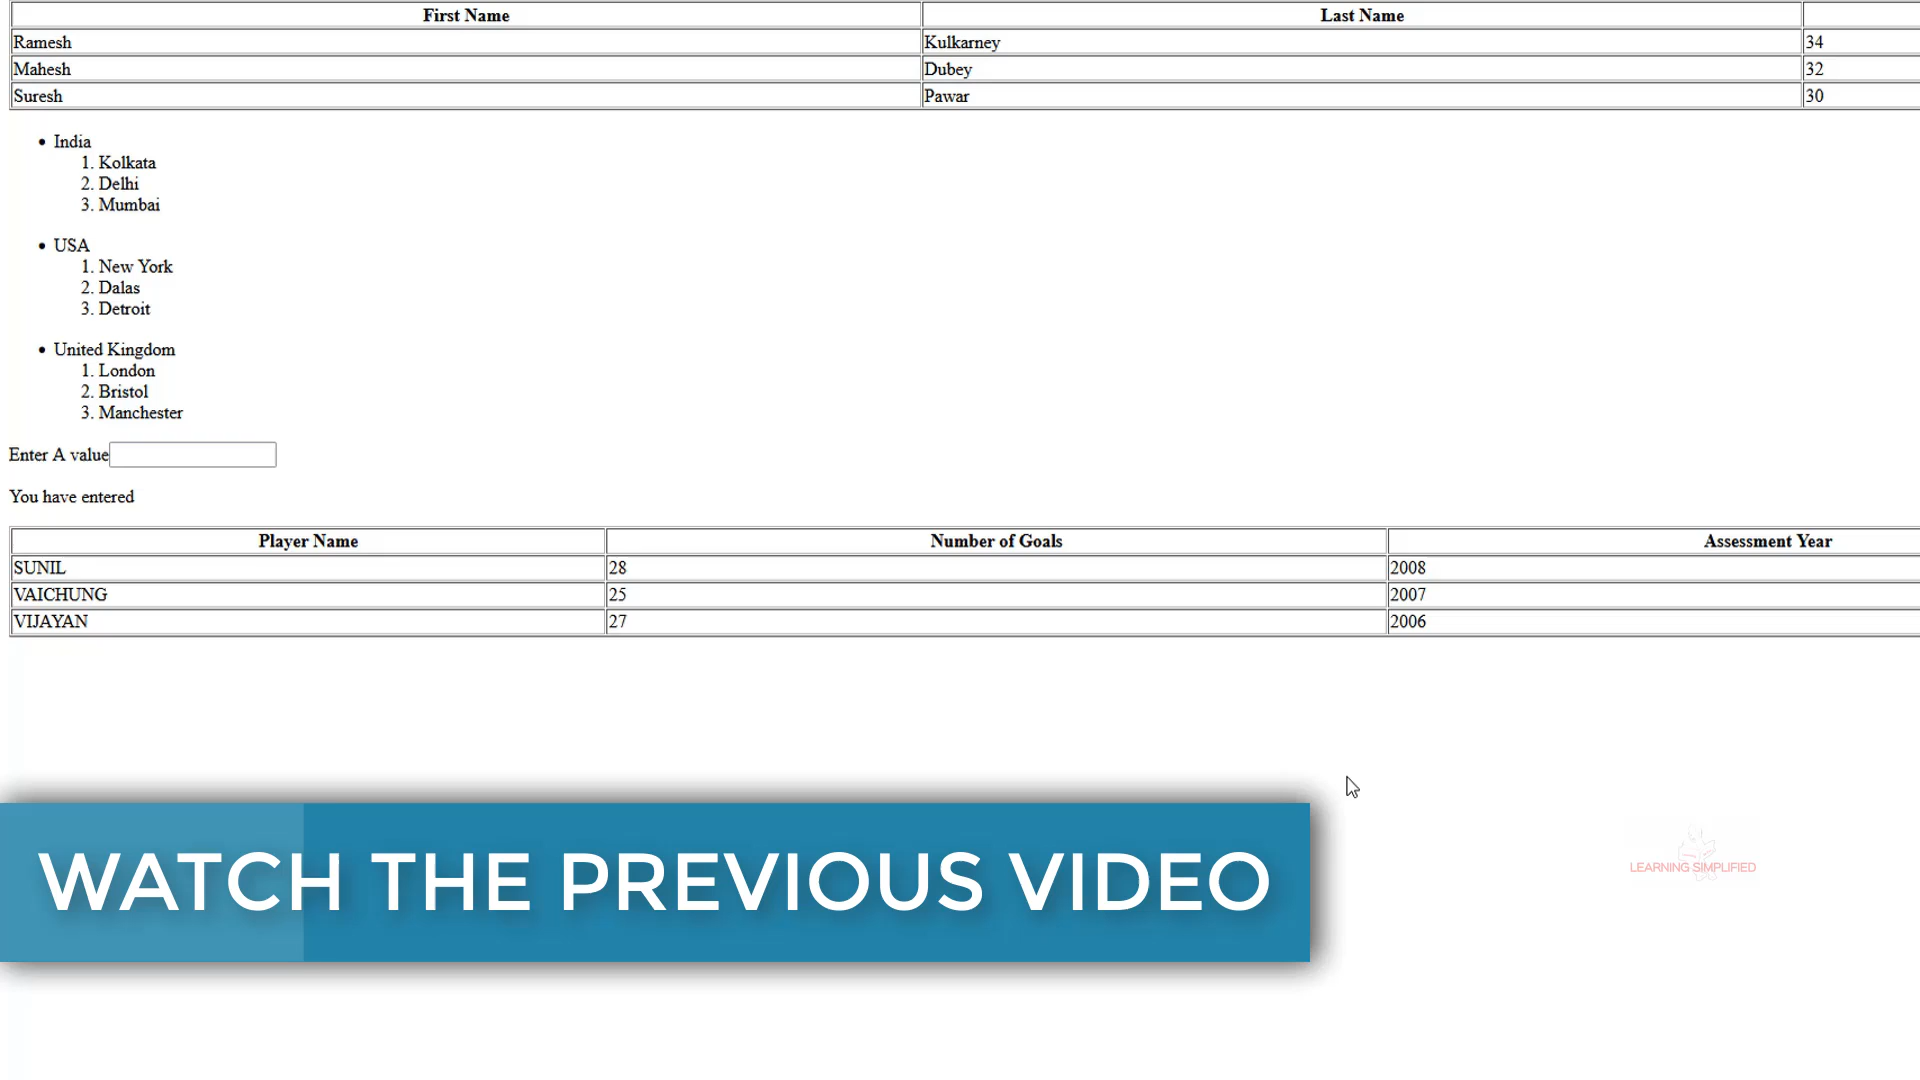 First Name Last Name
Ramesh Kulkarney 34
Mahesh Dubey 32
Suresh Pawar 30
• India
1. Kolkata
2. Delhi
3. Mumbai
• USA
1. New York
2. Dalas
3. Detroit
• United Kingdom
1. London
2. Bristol
3. Manchester
Enter A value
You have entered
Player Name Number of Goals Assessment Year
SUNIL 28 2008
VAICHUNG 25 2007
VIJAYAN 27 2006
WATCH THE PREVIOUS VIDEO
LEARNING SIMPLIFIED